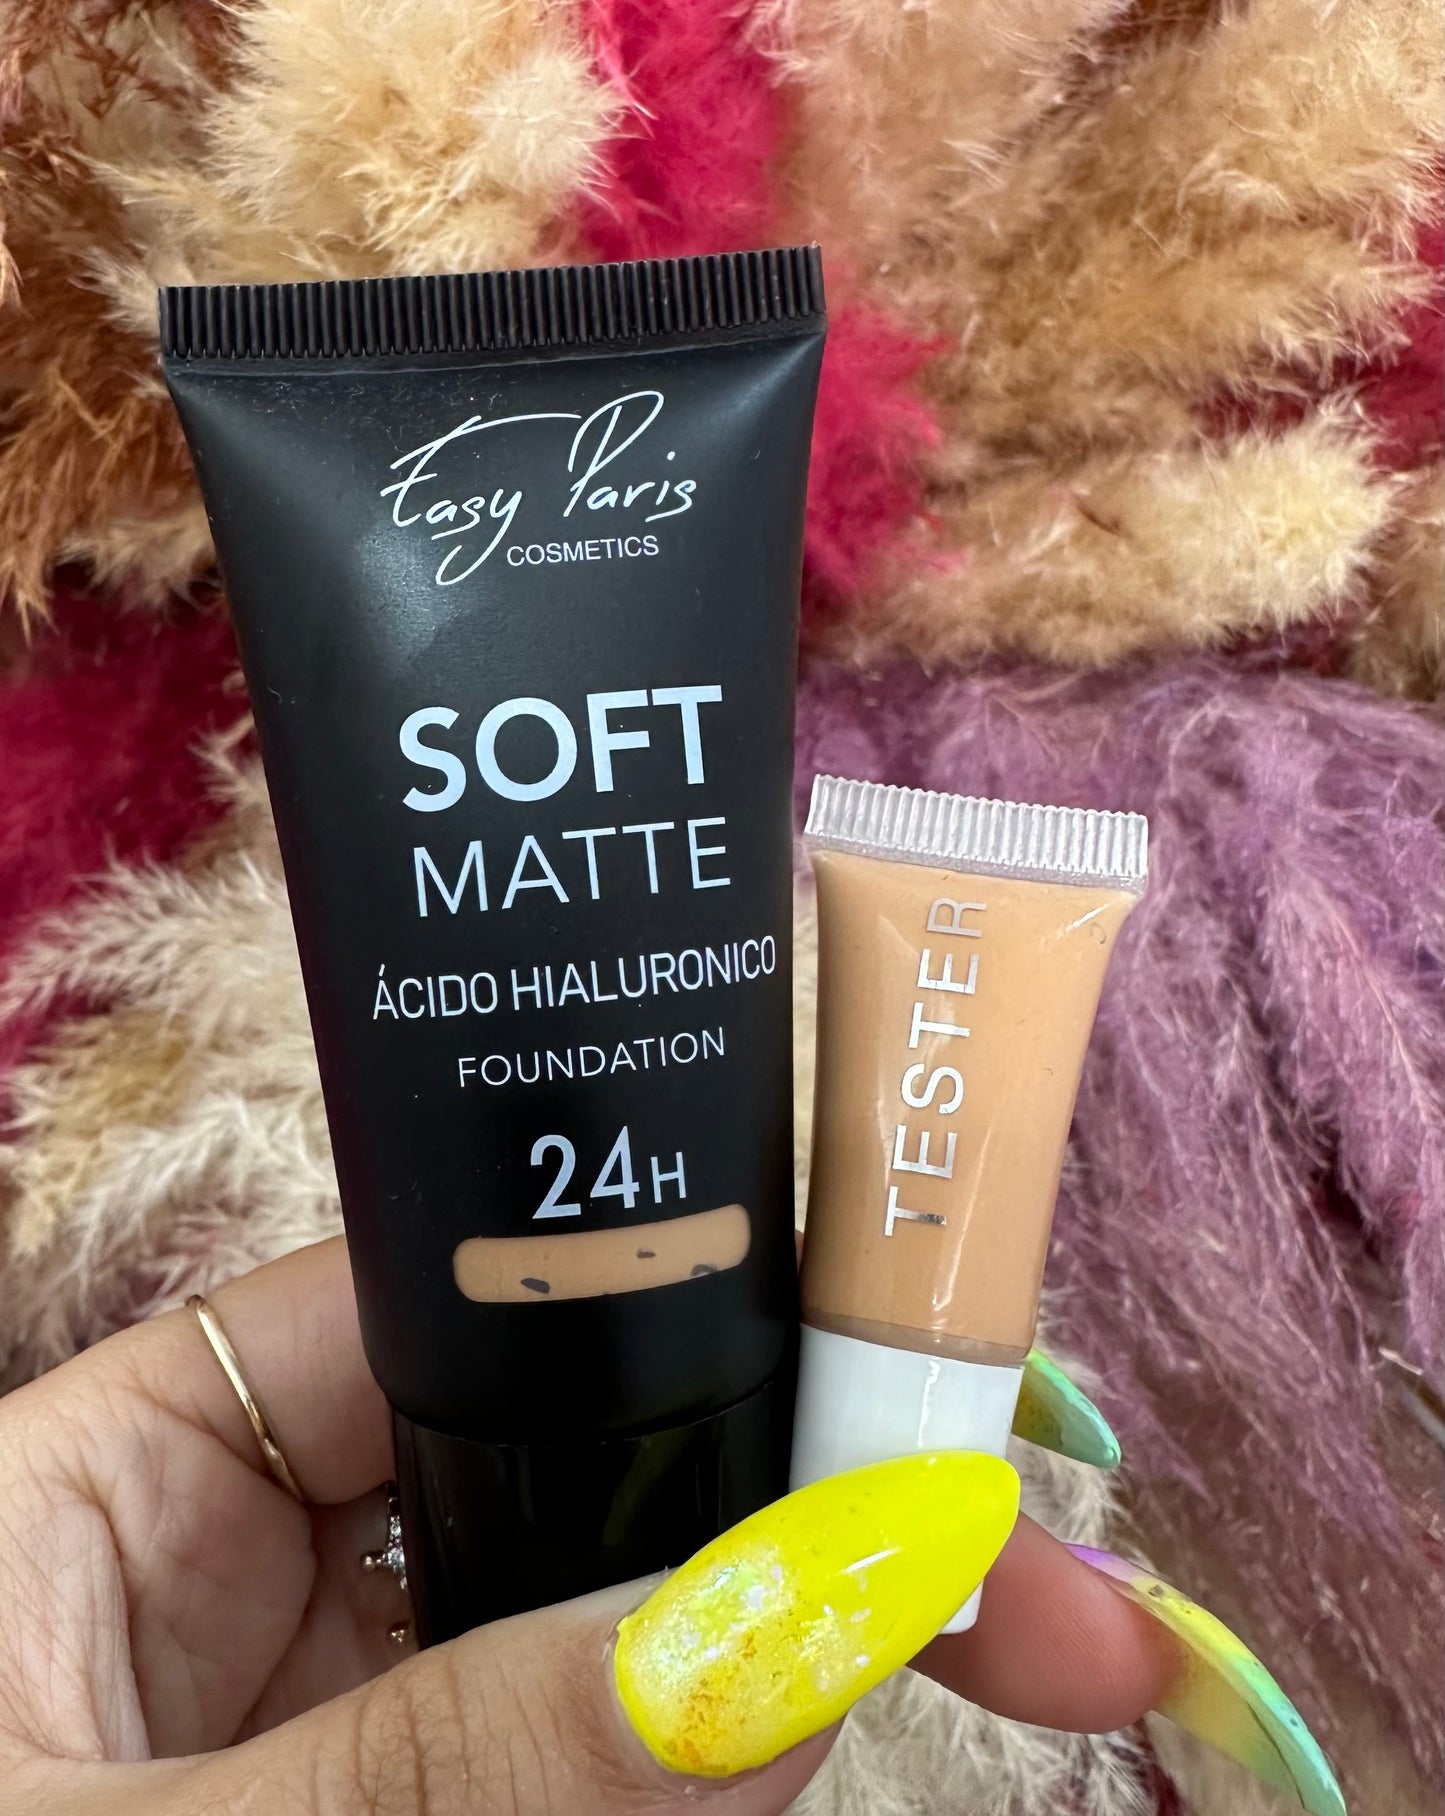 Easy Paris
COSMETICS
SOFT
MATTE
ÁCIDO HIALURONICO
FOUNDATION
24H
TESTER